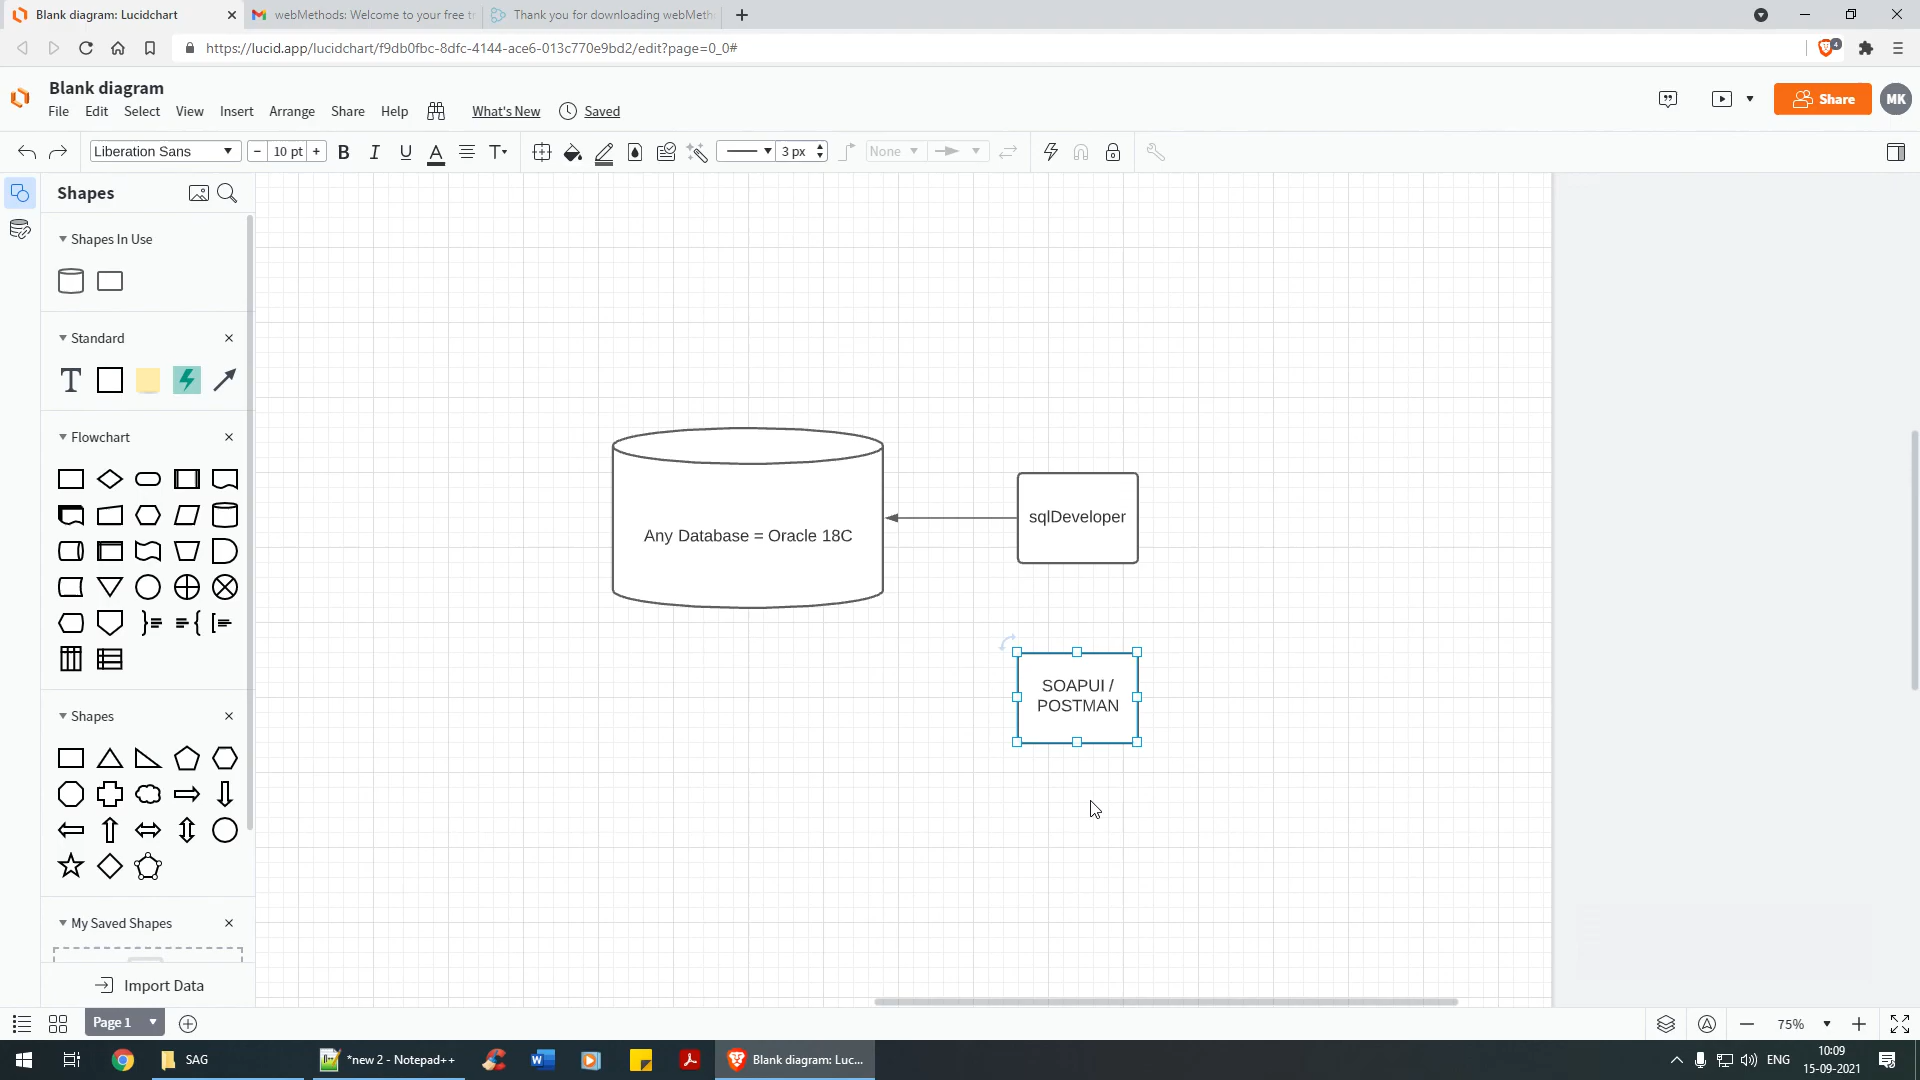 Blank diagram: Lucidchart
webMethods: Welcome to your free tr
Thank you for downloading webMeth
https://lucid.app/lucidchart/f9db0fbc-8dfc-4144-ace6-013c770e9bd2/edit?page=0_0#
4
Blank diagram
File Edit Select View Insert Arrange Share Help What's New Saved
Share
MK
Liberation Sans
10 pt
B I U A T
3 px
None
Shapes
Shapes In Use
Standard
T
Flowchart
Any Database = Oracle 18C
sqlDeveloper
SOAPUI /
POSTMAN
Shapes
My Saved Shapes
Import Data
Page 1
75%
SAG
*new 2 - Notepad++
Blank diagram: Luc...
ENG
10:09
15-09-2021